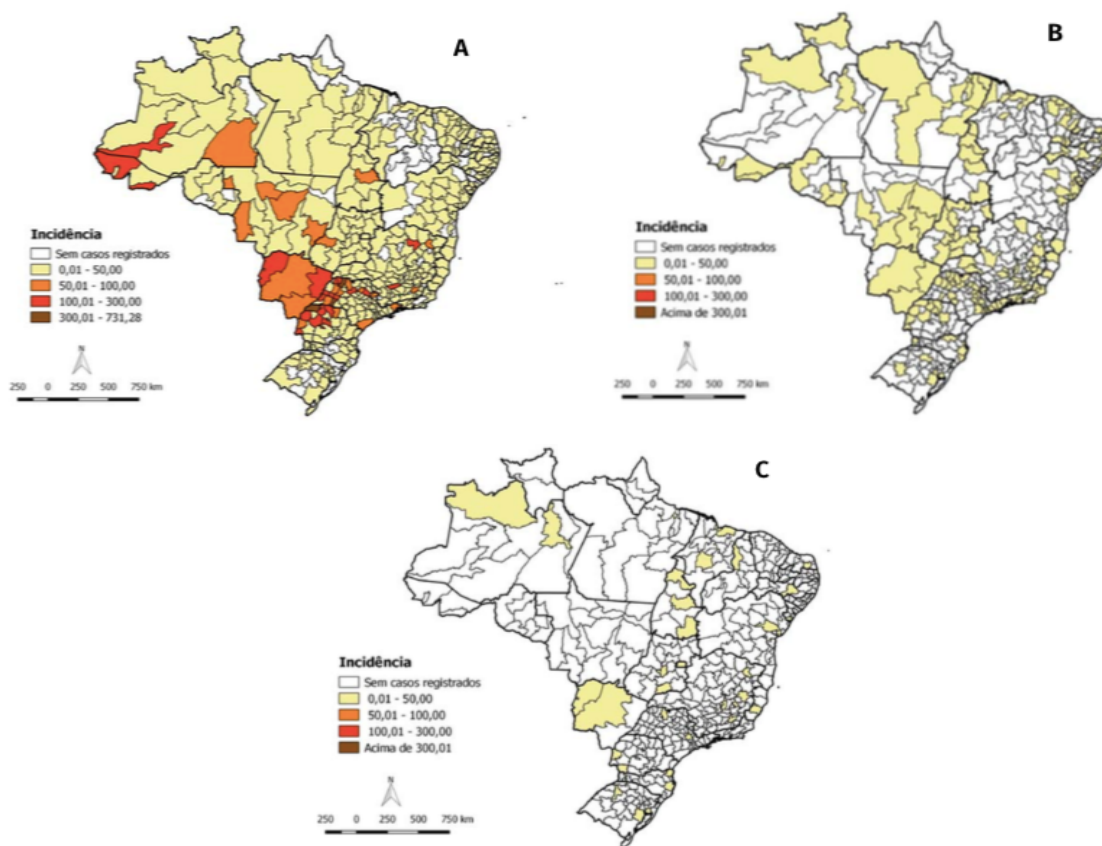 A
Incidência
Sem casos registrados
0,01 - 50,00
50,01 - 100,00
100,01 - 300,00
300,01 - 731,28
N
250 0 250 500 750 km
B
Incidência
Sem casos registrados
0,01 - 50,00
50,01 - 100,00
100,01 - 300,00
Acima de 300,01
N
250 0 250 500 750 km
C
Incidência
Sem casos registrados
0,01 - 50,00
50,01 - 100,00
100,01 - 300,00
Acima de 300,01
N
250 0 250 500 750 km